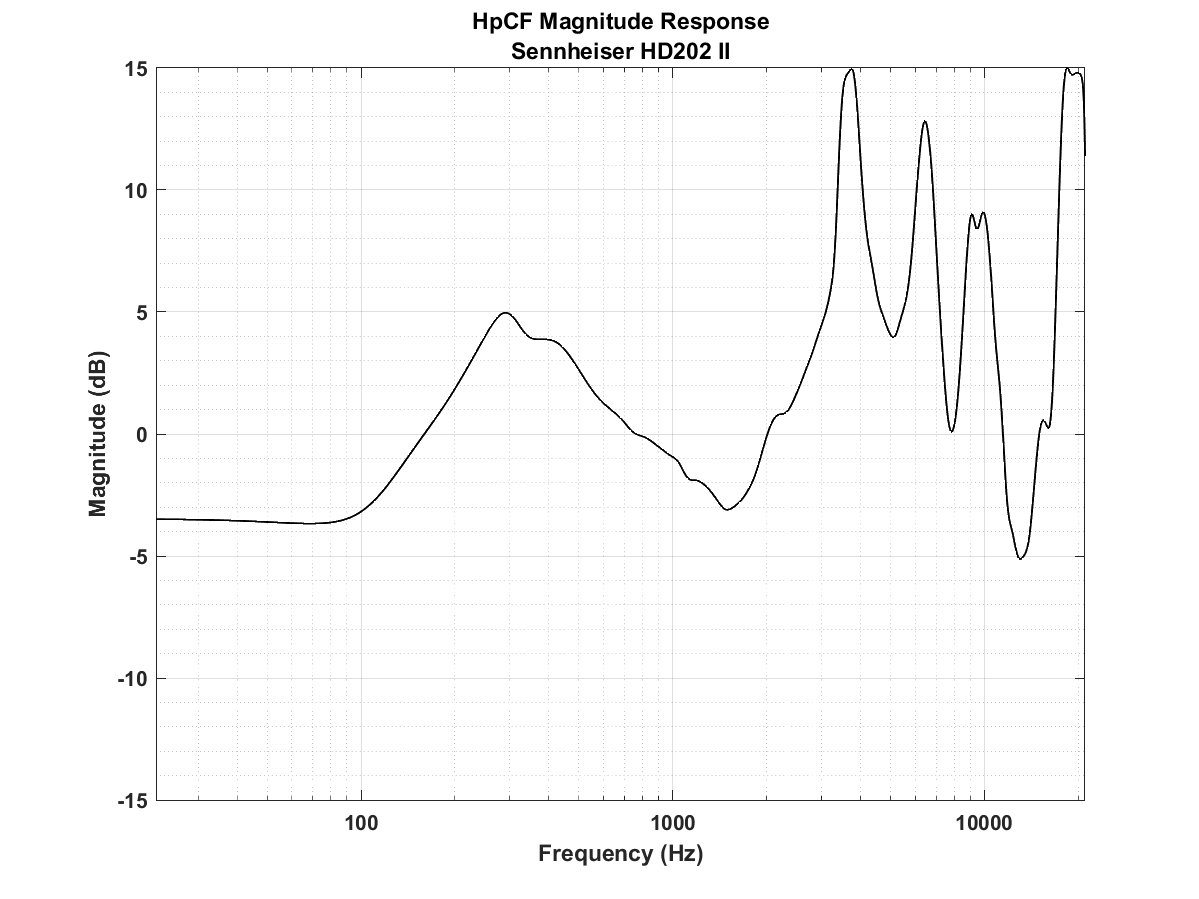 HpCF Magnitude Response
Sennheiser HD202 II
15
10
5
0
-5
-10
-15
Magnitude (dB)
100
1000
10000
Frequency (Hz)